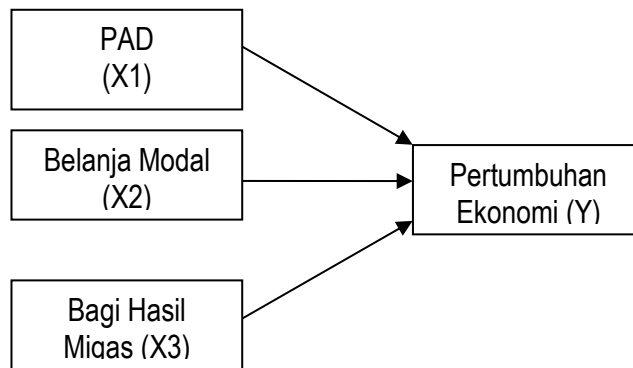 PAD
(X1)
Belanja Modal
(X2)
Pertumbuhan
Ekonomi (Y)
Bagi Hasil
Migas (X3)